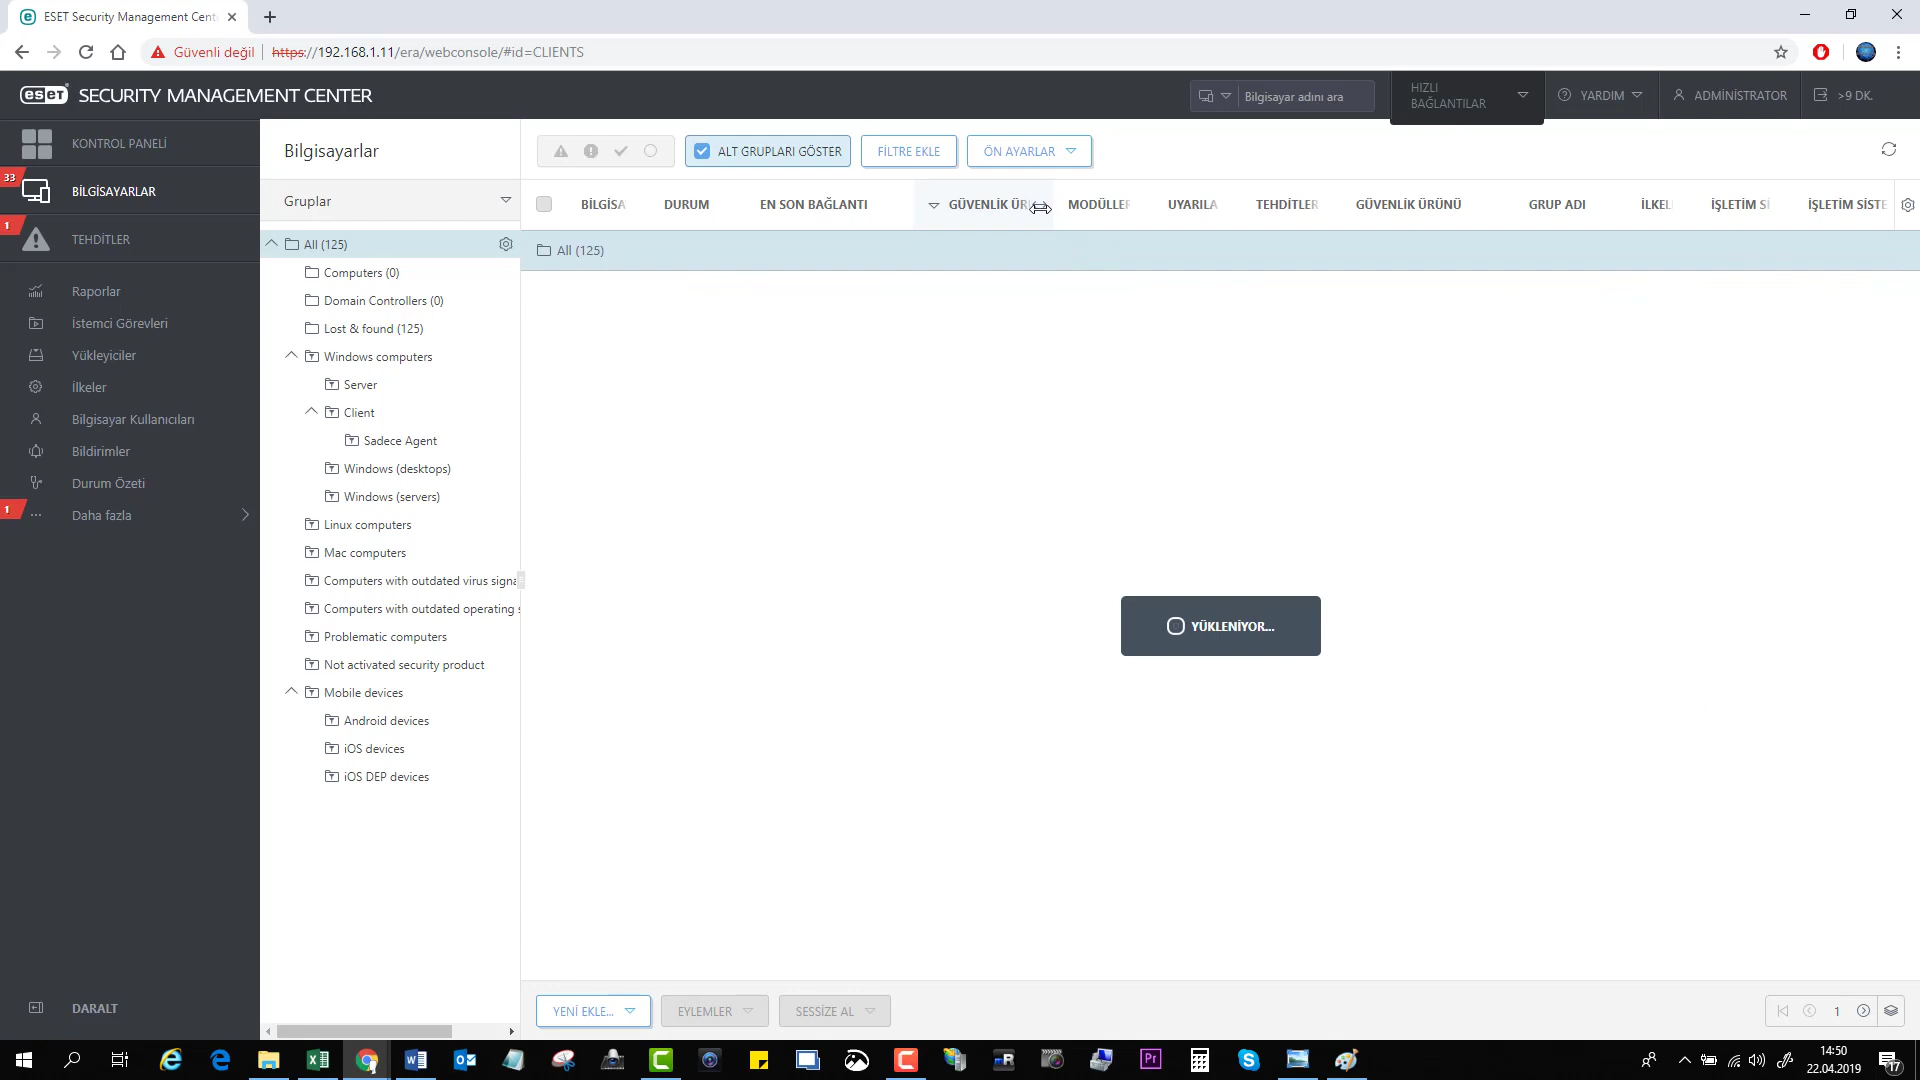 ESET Security Management Cent
Güvenli değil
https://192.168.1.11/era/webconsole/#id=CLIENTS
eset SECURITY MANAGEMENT CENTER
Bilgisayar adını ara
HIZLI
BAĞLANTILAR
YARDIM
ADMİNİSTRATOR
>9 DK.
KONTROL PANELİ
33
BİLGİSAYARLAR
1
TEHDİTLER
Raporlar
İstemci Görevleri
Yükleyiciler
İlkeler
Bilgisayar Kullanıcıları
Bildirimler
Durum Özeti
1
Daha fazla
DARALT
Bilgisayarlar
Gruplar
All (125)
Computers (0)
Domain Controllers (0)
Lost & found (125)
Windows computers
Server
Client
Sadece Agent
Windows (desktops)
Windows (servers)
Linux computers
Mac computers
Computers with outdated virus signa
Computers with outdated operating s
Problematic computers
Not activated security product
Mobile devices
Android devices
iOS devices
iOS DEP devices
ALT GRUPLARI GÖSTER
FİLTRE EKLE
ÖN AYARLAR
BİLGİSA DURUM EN SON BAĞLANTI GÜVENLİK ÜR MODÜLLER UYARILA TEHDİTLER GÜVENLİK ÜRÜNÜ GRUP ADI İLKEL İŞLETİM Sİ İŞLETİM SİSTE
All (125)
YÜKLENİYOR...
YENİ EKLE...
EYLEMLER
SESSİZE AL
1
14:50
22.04.2019
17